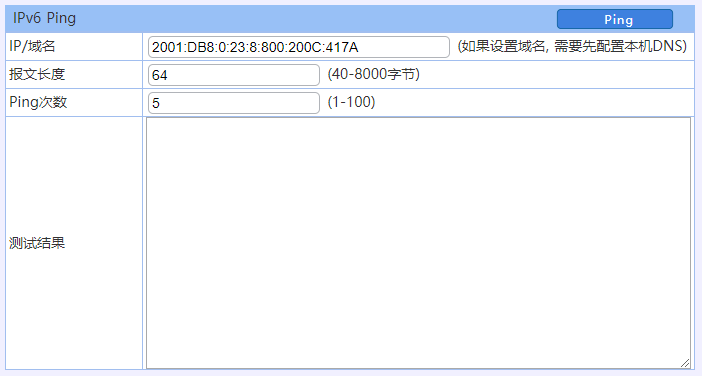 IPv6 Ping Ping
IP/域名 2001:DB8:0:23:8:800:200C:417A (如果设置域名, 需要先配置本机DNS)
报文长度 64 (40-8000字节)
Ping次数 5 (1-100)
测试结果